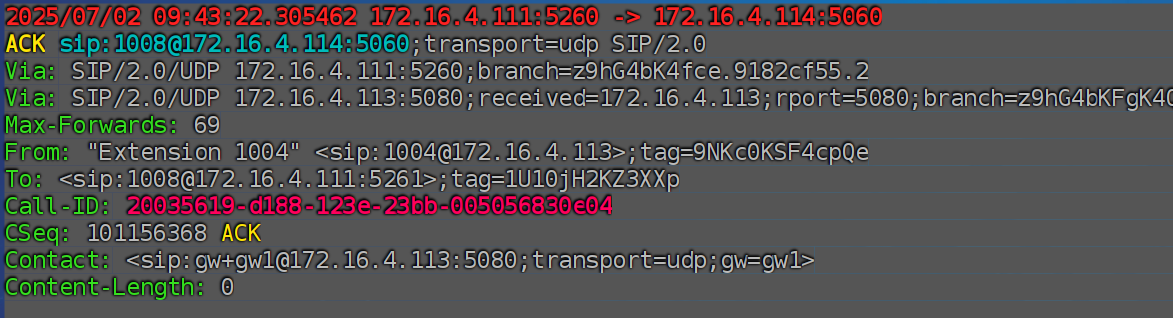 2025/07/02 09:43:22.305462 172.16.4.111:5260 -> 172.16.4.114:5060
ACK sip:1008@172.16.4.114:5060;transport=udp SIP/2.0
Via: SIP/2.0/UDP 172.16.4.111:5260;branch=z9hG4bK4fce.9182cf55.2
Via: SIP/2.0/UDP 172.16.4.113:5080;received=172.16.4.113;rport=5080;branch=z9hG4bKFgK40
Max-Forwards: 69
From: "Extension 1004" <sip:1004@172.16.4.113>;tag=9NKc0KSF4cpQe
To: <sip:1008@172.16.4.111:5261>;tag=1U10jH2KZ3XXp
Call-ID: 20035619-d188-123e-23bb-005056830e04
CSeq: 101156368 ACK
Contact: <sip:gw+gw1@172.16.4.113:5080;transport=udp;gw=gw1>
Content-Length: 0